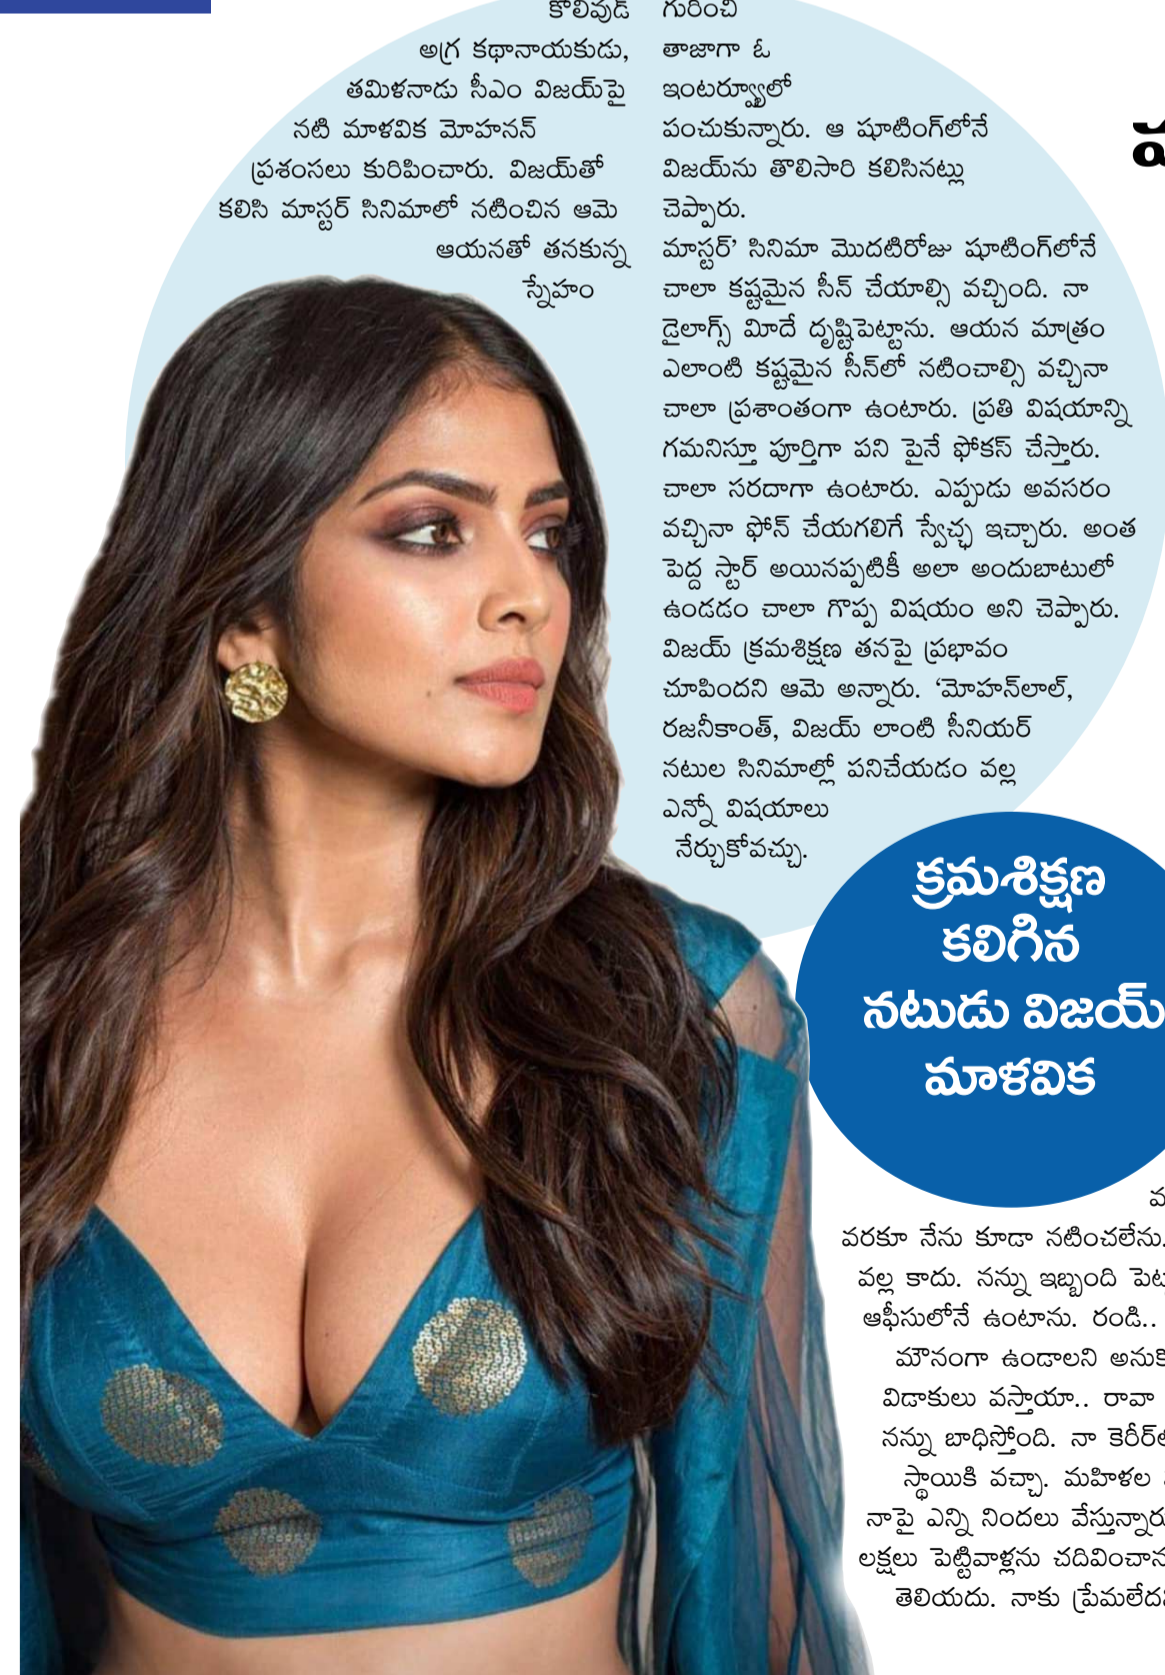 కోలీవుడ్
అగ్ర కథానాయకుడు,
తమిళనాడు సీఎం విజయ్‌పై
నటి మాళవిక మోహనన్
ప్రశంసలు కురిపించారు. విజయ్‌తో
కలిసి మాస్టర్ సినిమాలో నటించిన ఆమె
ఆయనతో తనకున్న
స్నేహం
గురించి
తాజాగా ఓ
ఇంటర్వ్యూలో
పంచుకున్నారు. ఆ షూటింగ్‌లోనే
విజయ్‌ను తొలిసారి కలిసినట్లు
చెప్పారు.
మాస్టర్’ సినిమా మొదటిరోజు షూటింగ్‌లోనే
చాలా కష్టమైన సీన్ చేయాల్సి వచ్చింది. నా
డైలాగ్స్ మీదే దృష్టిపెట్టాను. ఆయన మాత్రం
ఎలాంటి కష్టమైన సీన్‌లో నటించాల్సి వచ్చినా
చాలా ప్రశాంతంగా ఉంటారు. ప్రతి విషయాన్ని
గమనిస్తూ పూర్తిగా పని పైనే ఫోకస్ చేస్తారు.
చాలా సరదాగా ఉంటారు. ఎప్పుడు అవసరం
వచ్చినా ఫోన్ చేయగలిగే స్వేచ్ఛ ఇచ్చారు. అంత
పెద్ద స్టార్ అయినప్పటికీ అలా అందుబాటులో
ఉండడం చాలా గొప్ప విషయం అని చెప్పారు.
విజయ్ క్రమశిక్షణ తనపై ప్రభావం
చూపిందని ఆమె అన్నారు. ‘మోహన్‌లాల్,
రజనీకాంత్, విజయ్ లాంటి సీనియర్
నటుల సినిమాల్లో పనిచేయడం వల్ల
ఎన్నో విషయాలు
నేర్చుకోవచ్చు.
క్రమశిక్షణ
కలిగిన
నటుడు విజయ్
మాళవిక
వరకూ నేను కూడా నటించలేను.
వల్ల కాదు. నన్ను ఇబ్బంది
ఆఫీసులోనే ఉంటాను. రండి..
మౌనంగా ఉండాలని
విడాకులు వస్తాయా.. రావా
నన్ను బాధిస్తోంది. నా
స్థాయికి వచ్చా. మహిళల
నాపై ఎన్ని నిందలు వేస్తున్నారు
లక్షలు పెట్టివాళ్లను
తెలియదు. నాకు